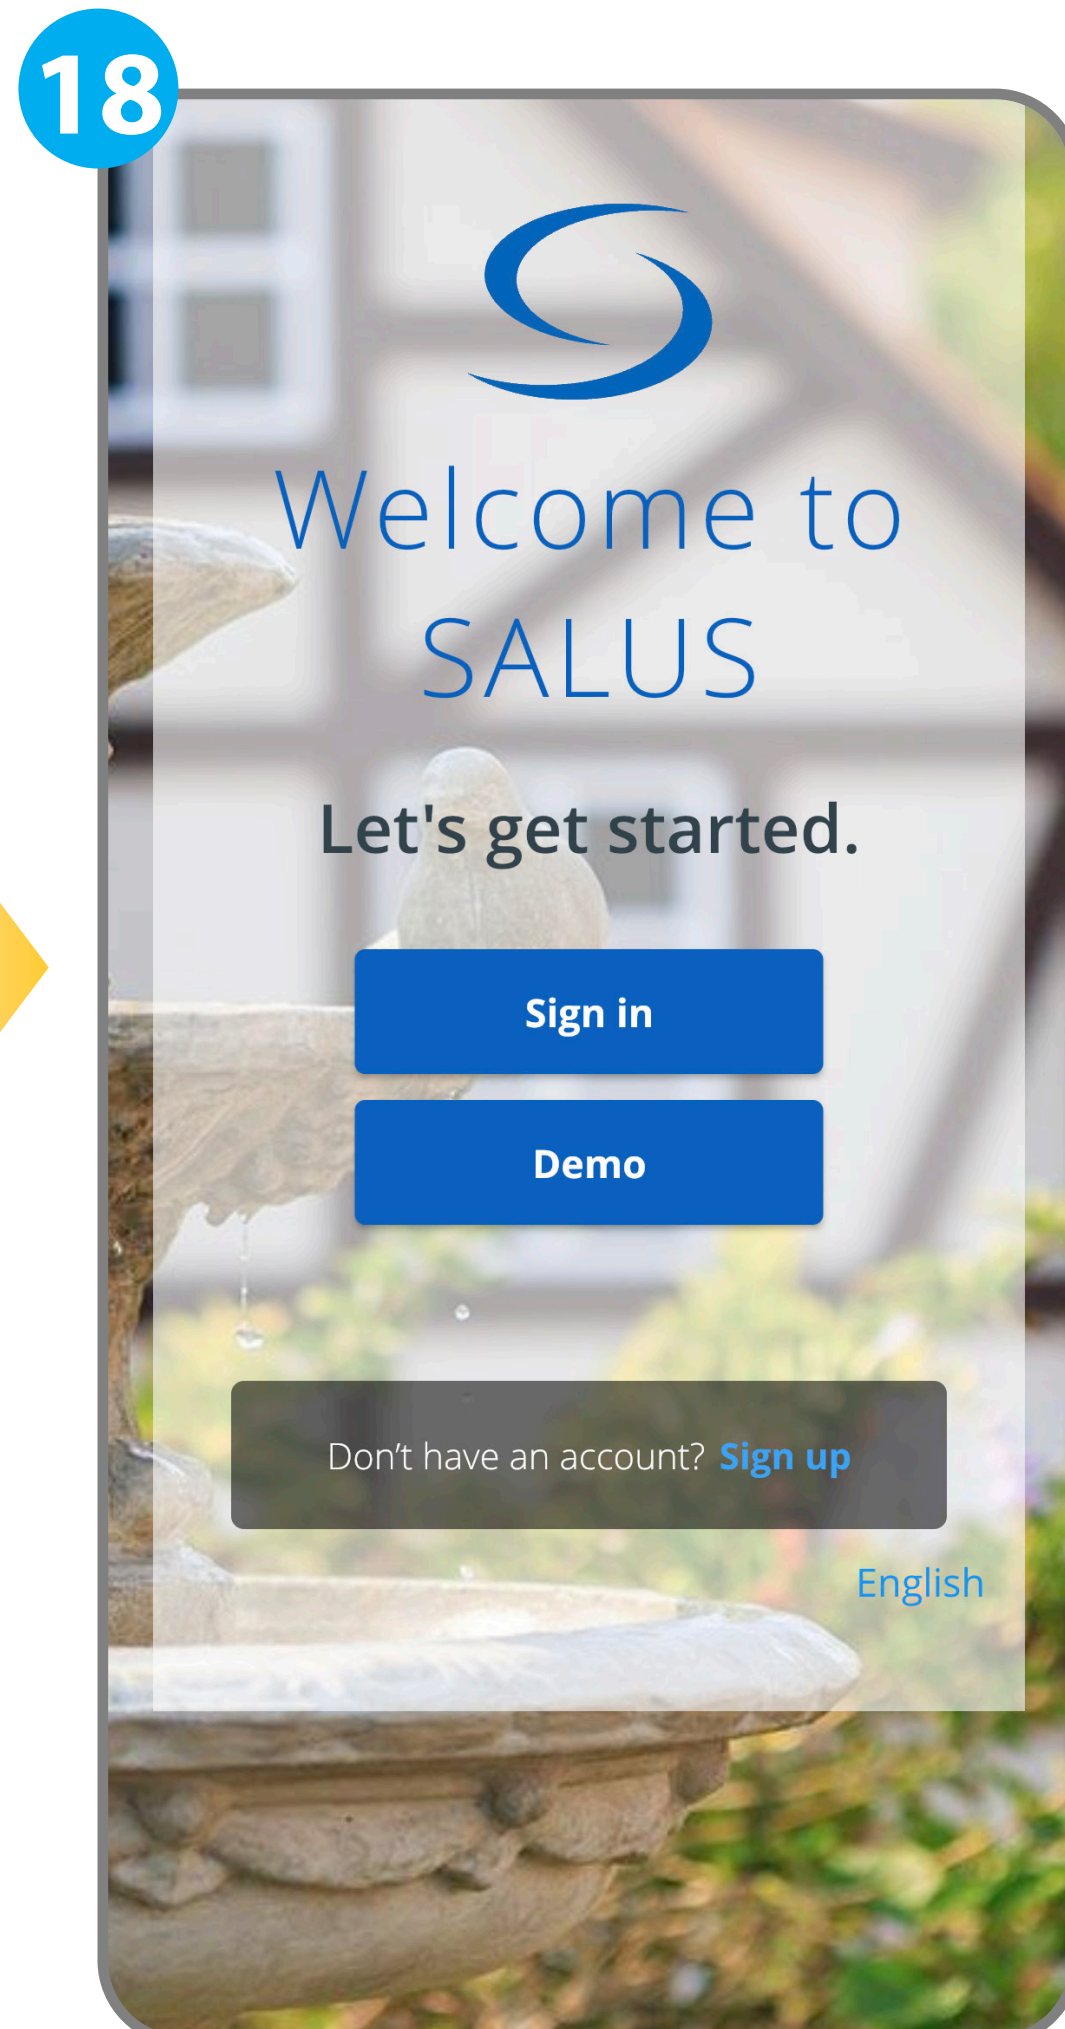 18
Welcome to
SALUS
Let's get started.
Sign in
Demo
Don’t have an account? Sign up
English